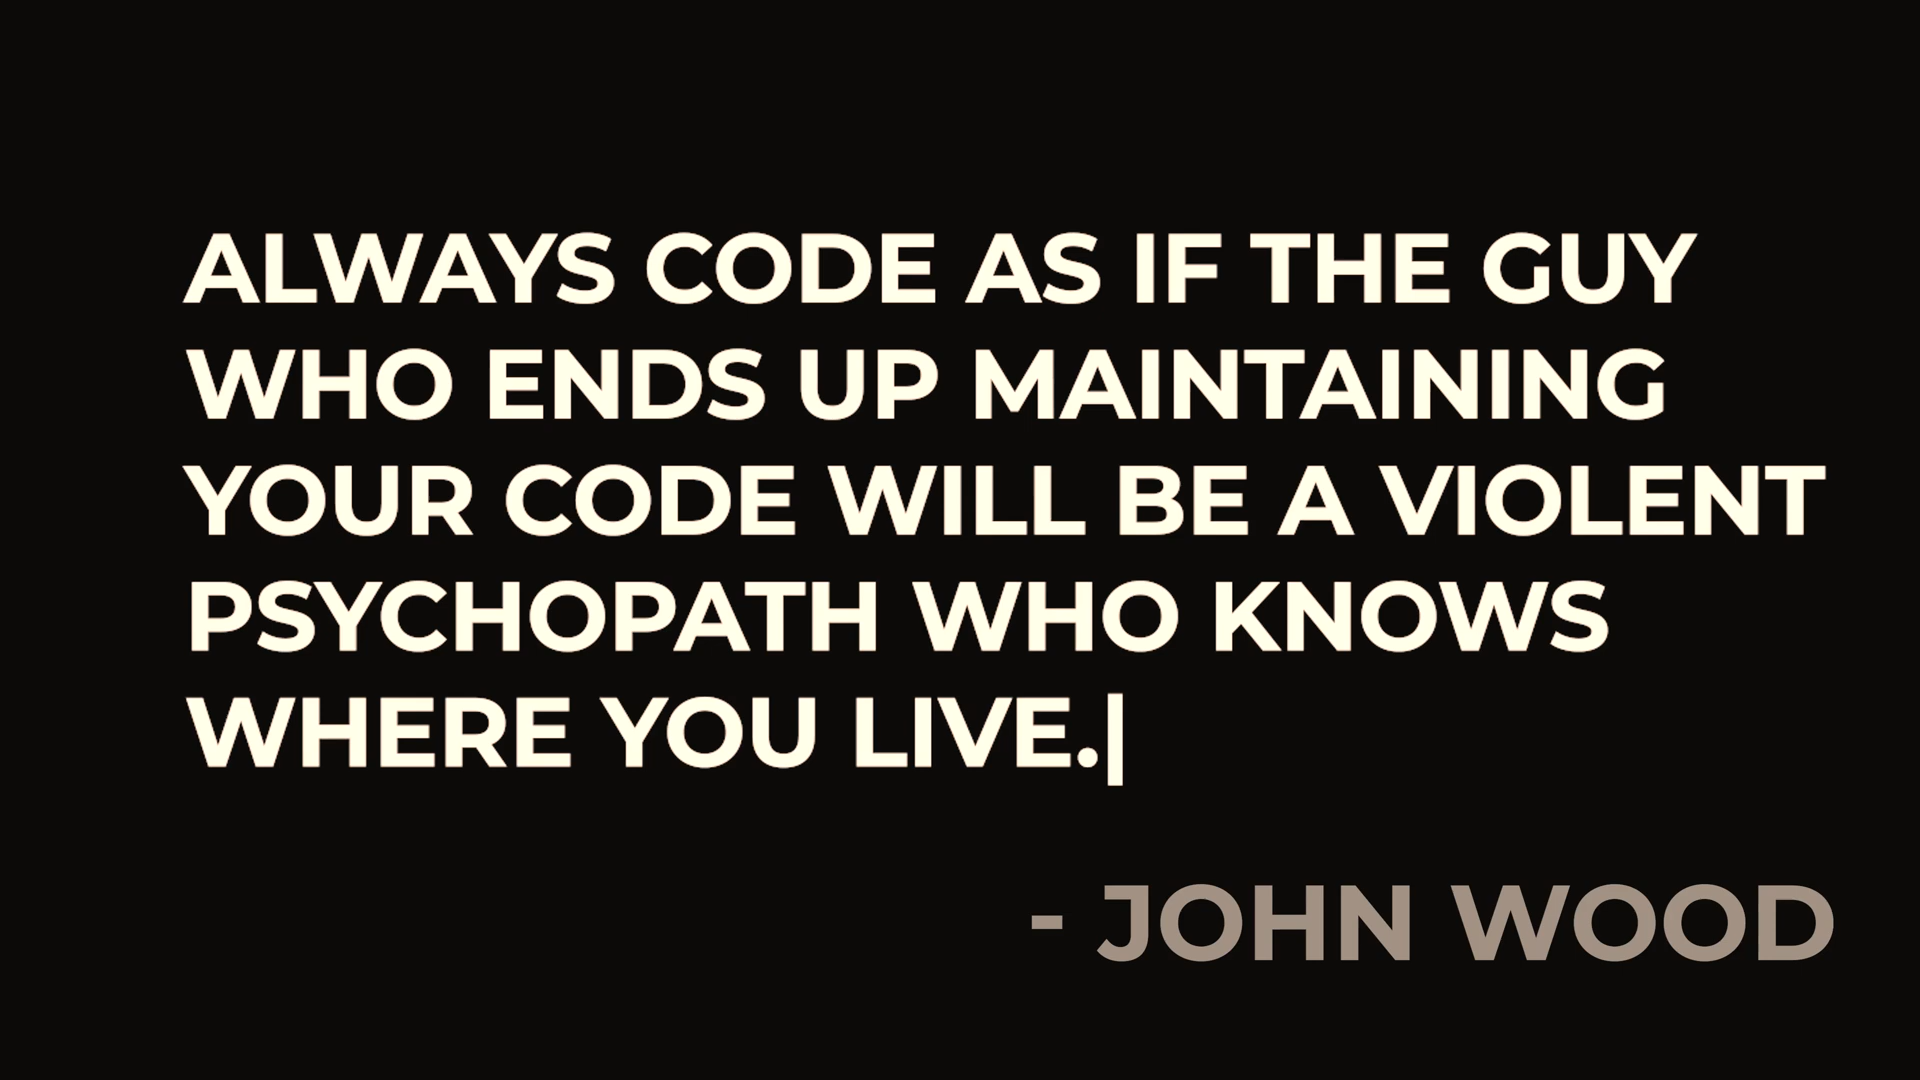 ALWAYS CODE AS IF THE GUY
WHO ENDS UP MAINTAINING
YOUR CODE WILL BE A VIOLENT
PSYCHOPATH WHO KNOWS
WHERE YOU LIVE.|
- JOHN WOOD